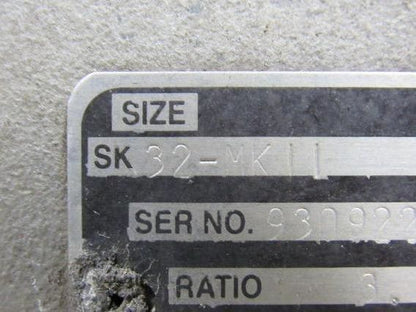 SIZE
SK 32-MKII
SER NO. 930922
RATIO 3.